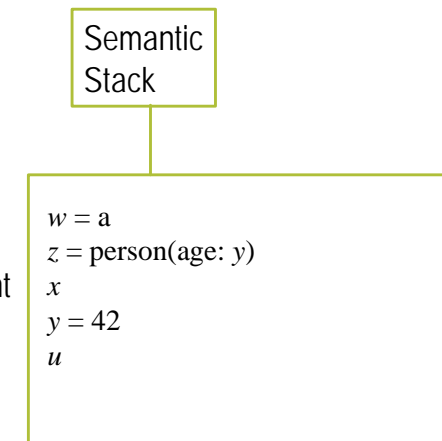 Semantic
Stack
w = a
z = person(age: y)
x
y = 42
u